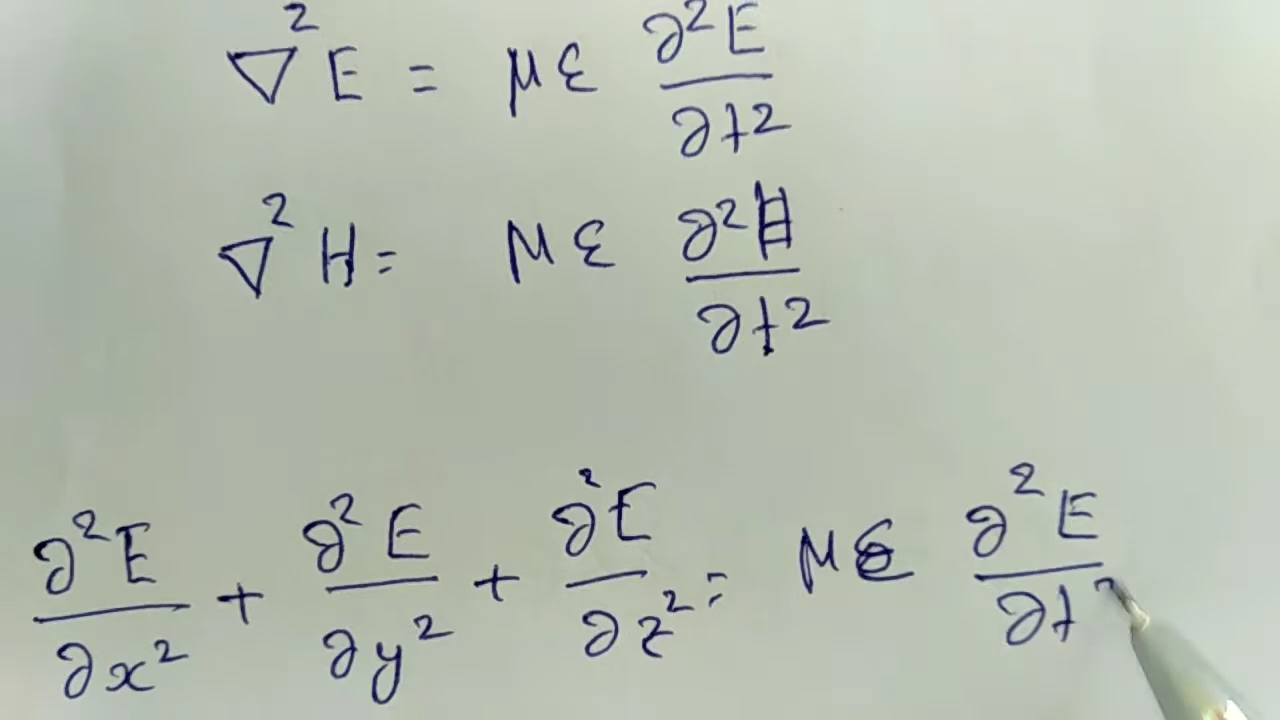 ∇²E = με ∂²E/∂t²
∇²H = με ∂²H/∂t²
∂²E/∂x² + ∂²E/∂y² + ∂²E/∂z² = με ∂²E/∂t²